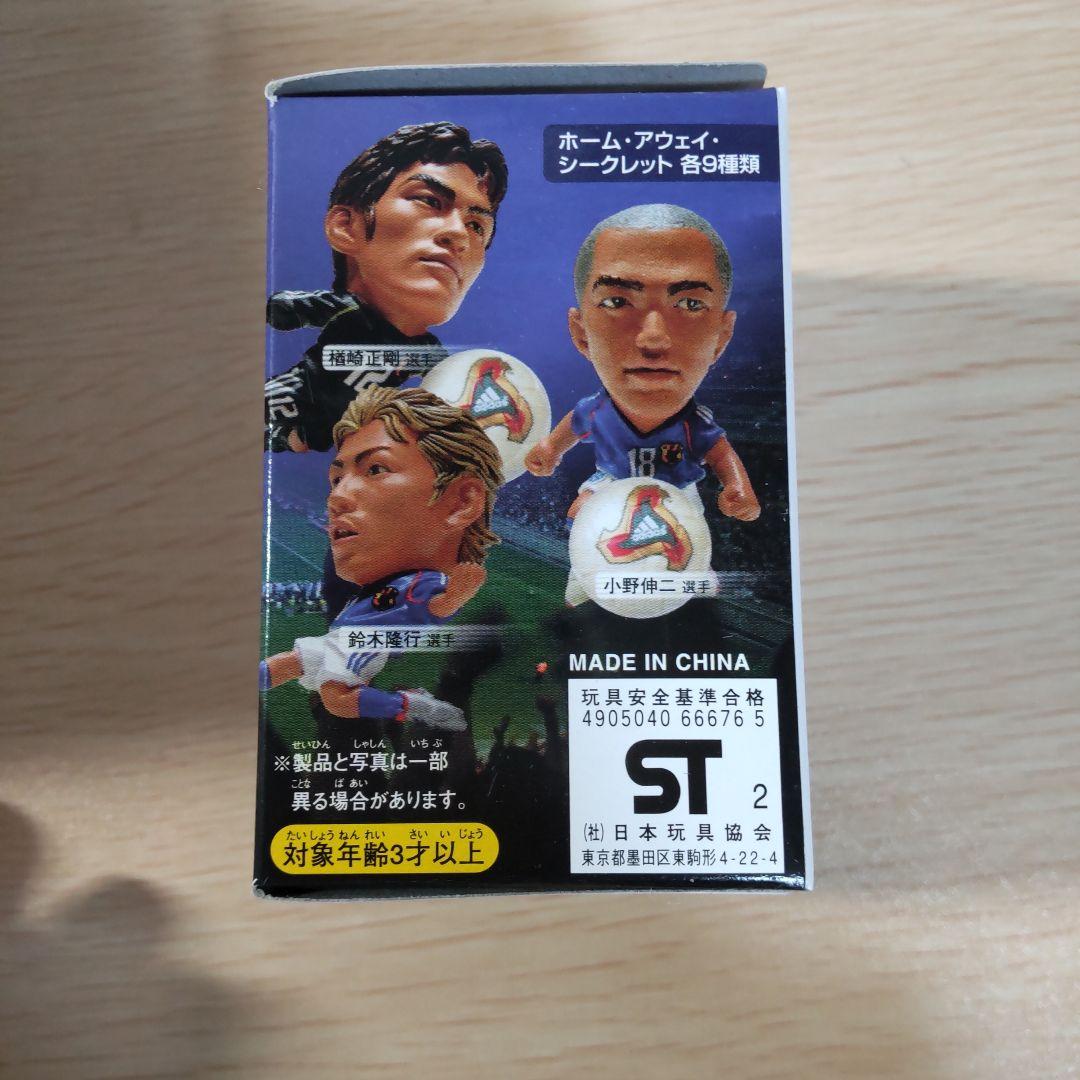 ホーム・アウェイ・
シークレット 各9種類
楢﨑正剛 選手
12
adidas
18
小野伸二 選手
鈴木隆行 選手
MADE IN CHINA
玩具安全基準合格
4905040 66676 5
ST 2
(社)日本玩具協会
東京都墨田区東駒形4-22-4
せいひん しゃしん いちぶ
※製品と写真は一部
ことな ばあい
異る場合があります。
たいしょうねんれい さいいじょう
対象年齢3才以上